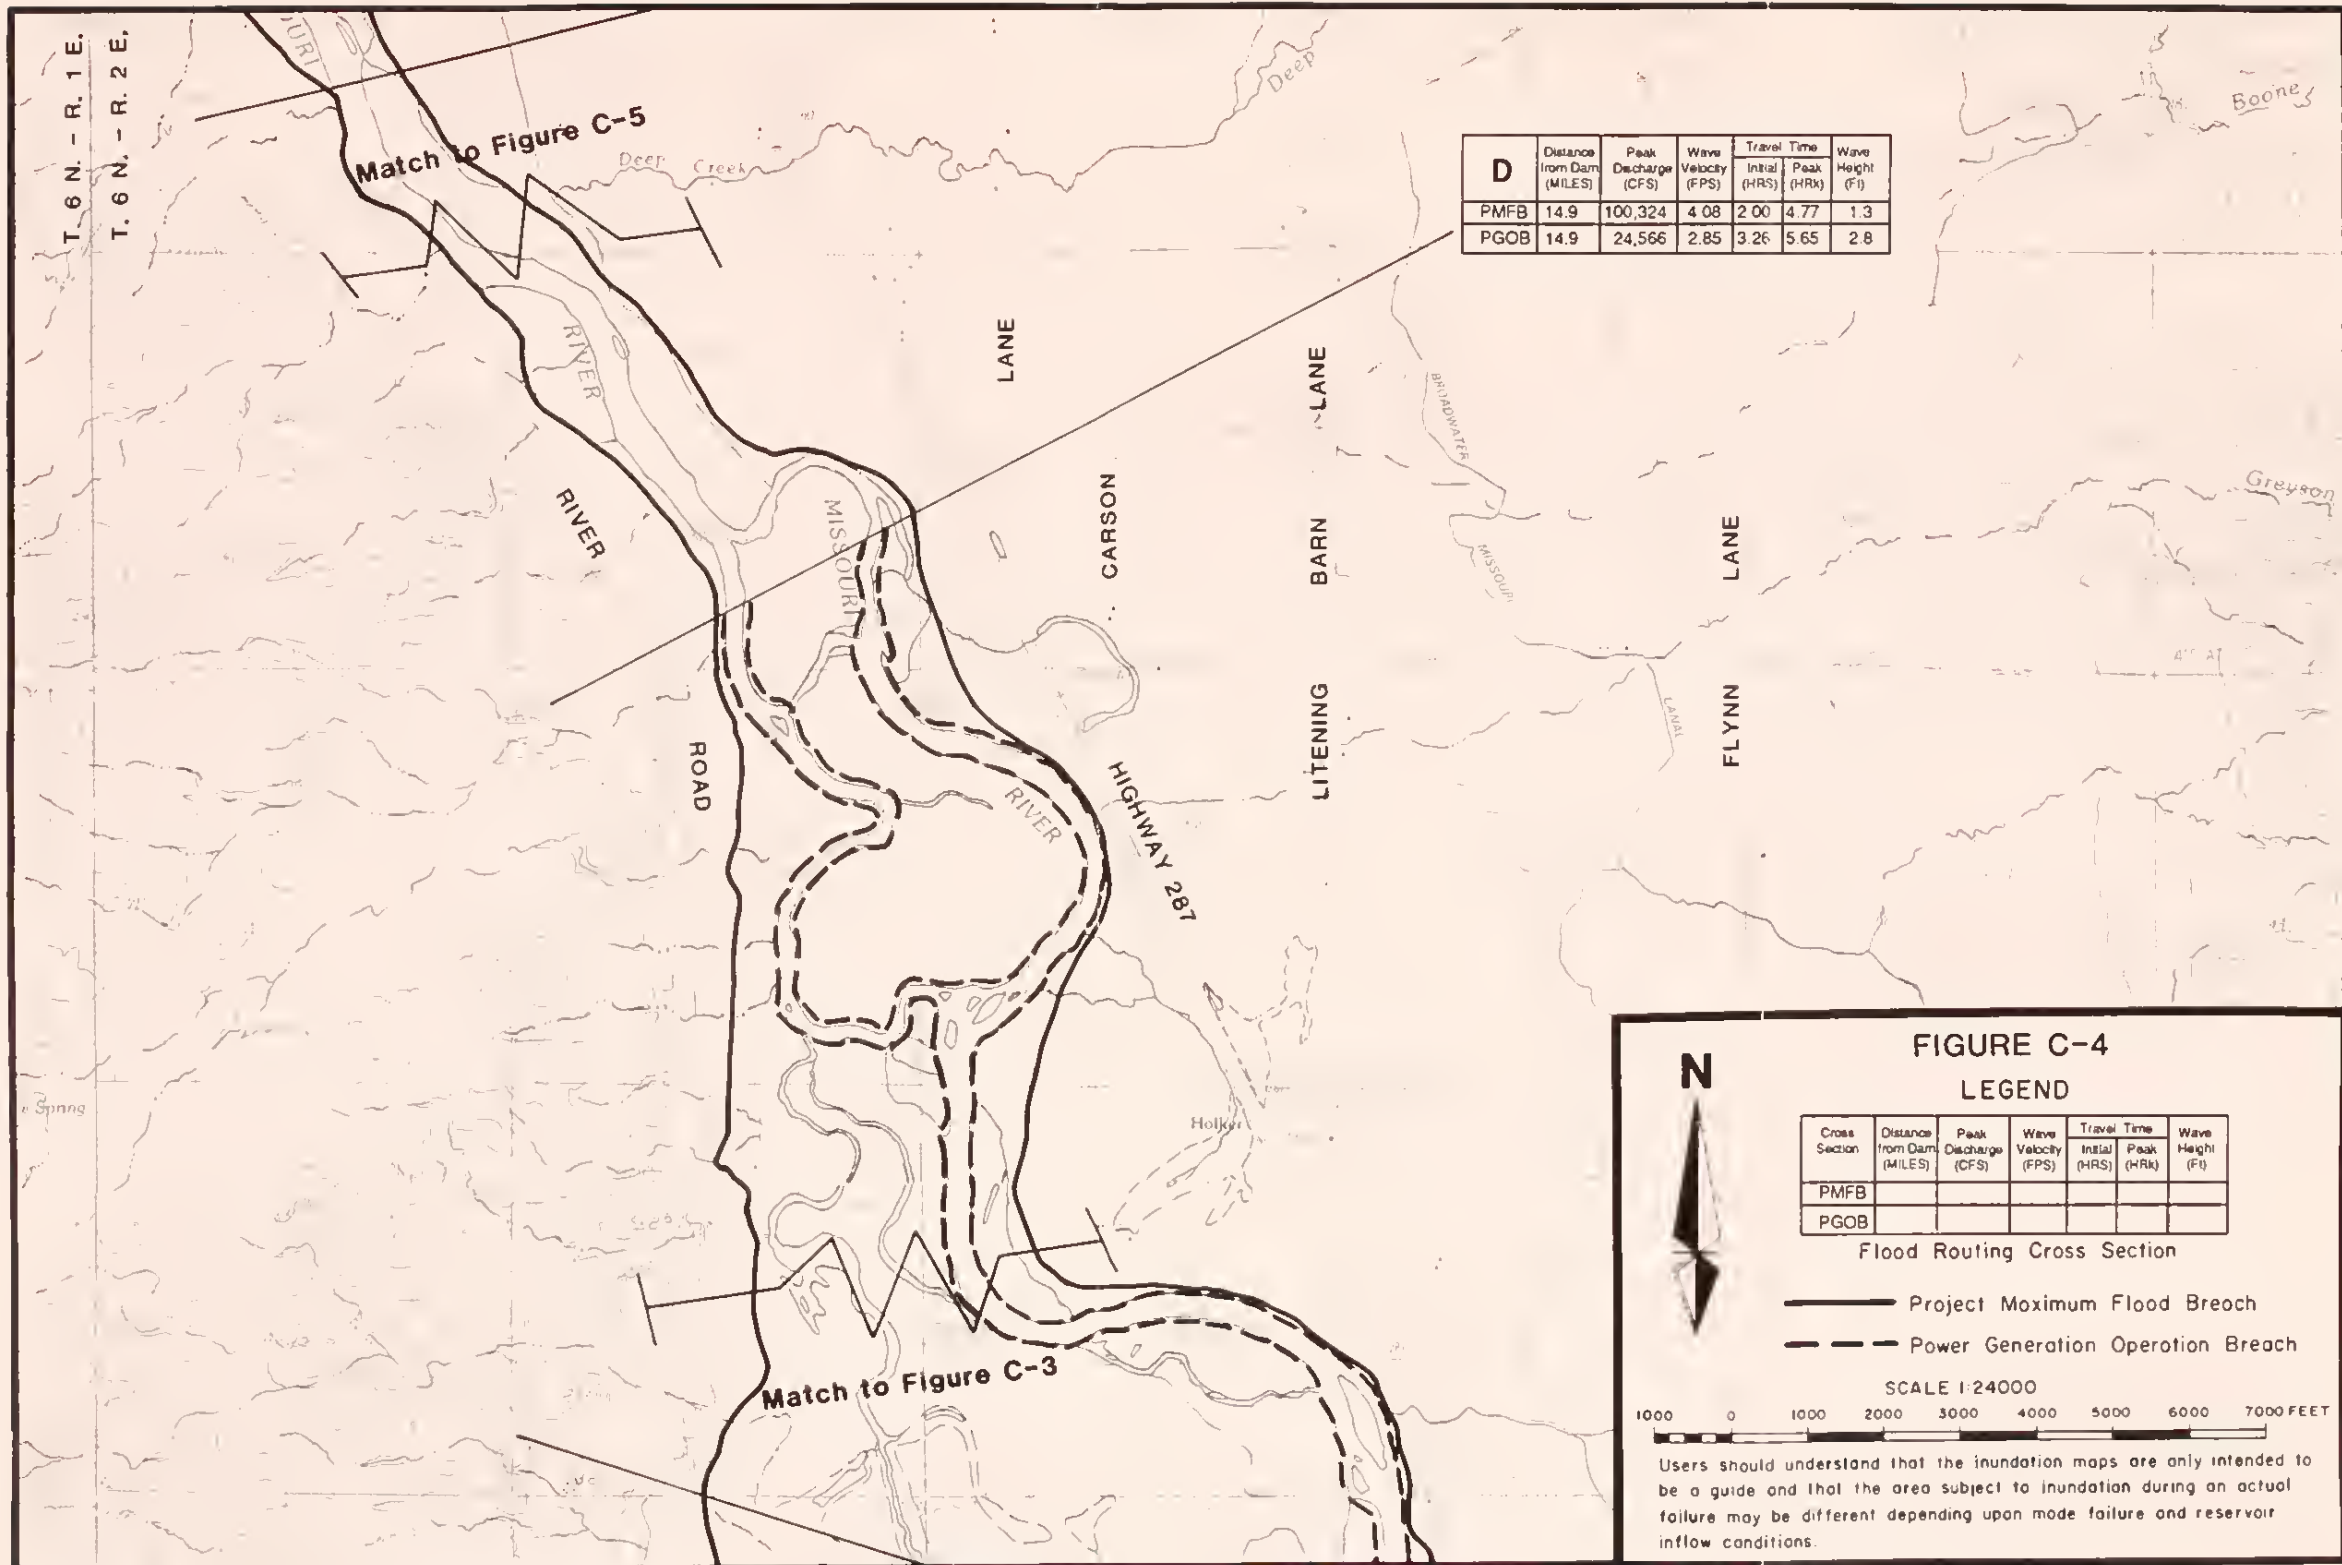 T. 6 N. - R. 1 E.
T. 6 N. - R. 2 E.
Match to Figure C-5
Deep Creek
Deep
Boone
D
Distance from Dam (MILES)
Peak Discharge (CFS)
Wave Velocity (FPS)
Travel Time
Initial (HRS)
Peak (HRs)
Wave Height (Ft)
PMFB 14.9 100,324 4 08 2 00 4.77 1.3
PGOB 14.9 24,566 2.85 3.26 5.65 2.8
RIVER
LANE
LANE
BROADWATER
Greyson
RIVER
MISSOURI
CARSON
BARN
MISSOURI
LANE
LITENING
FLYNN
CANAL
ROAD
RIVER
HIGHWAY 287
Holker
Spring
Match to Figure C-3
FIGURE C-4
LEGEND
N
Cross Section
Distance from Dam (MILES)
Peak Discharge (CFS)
Wave Velocity (FPS)
Travel Time
Initial (HRS)
Peak (HRs)
Wave Height (Ft)
PMFB
PGOB
Flood Routing Cross Section
Project Moximum Flood Breoch
Power Generation Operotion Breach
SCALE 1:24000
1000 0 1000 2000 3000 4000 5000 6000 7000 FEET
Users should understand that the inundation maps are only intended to
be a guide and that the area subject to inundation during an actual
failure may be different depending upon mode failure and reservoir
inflow conditions.